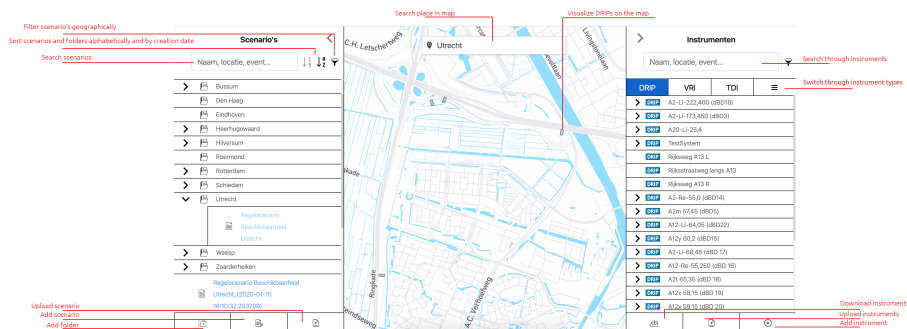 Filter scenario's geographically
Sort scenarios and folders alphabetically and by creation date
Search scenarios
Search place in map
Visualize DRIPs on the map
Search through instruments
Switch through instrument types
Scenario's
Naam, locatie, event...
Bussum
Den Haag
Eindhoven
Heerhugowaard
Hilversum
Roermond
Rotterdam
Schiedam
Utrecht
Regelscenario
Beschikbaarheid
Utrecht
Weesp
Zaarderheiken
Regelscenario Beschikbaarheid
Utrecht_(2020-01-15
16:10:32.253709)
Upload scenario
Add scenario
Add folder
Utrecht
C.H. Letschertweg
Livingstonelaan
Ringkade
A.C. Verhoefweg
Instrumenten
Naam, locatie, event...
DRIP VRI TDI
DRIP A2-Li-222,400 (dBD18)
DRIP A2-Li-173,450 (dBD3)
DRIP A20-Li-25,4
DRIP TestSystem
DRIP Rijksweg A13 L
DRIP Rijksstraatweg langs A13
DRIP Rijksweg A13 R
DRIP A2-Re-55,0 (dBD14)
DRIP A2m 57,45 (dBD5)
DRIP A12-Li-64,05 (dBD22)
DRIP A12y 60,2 (dBD15)
DRIP A2-Li-68,45 (dBD 17)
DRIP A12-Re-55,250 (dBD 16)
DRIP A2t 65,35 (dBD 18)
DRIP A12x 58,15 (dBD 19)
DRIP A12x 59,15 (dBD 20)
Download instruments
Upload instruments
Add instrument